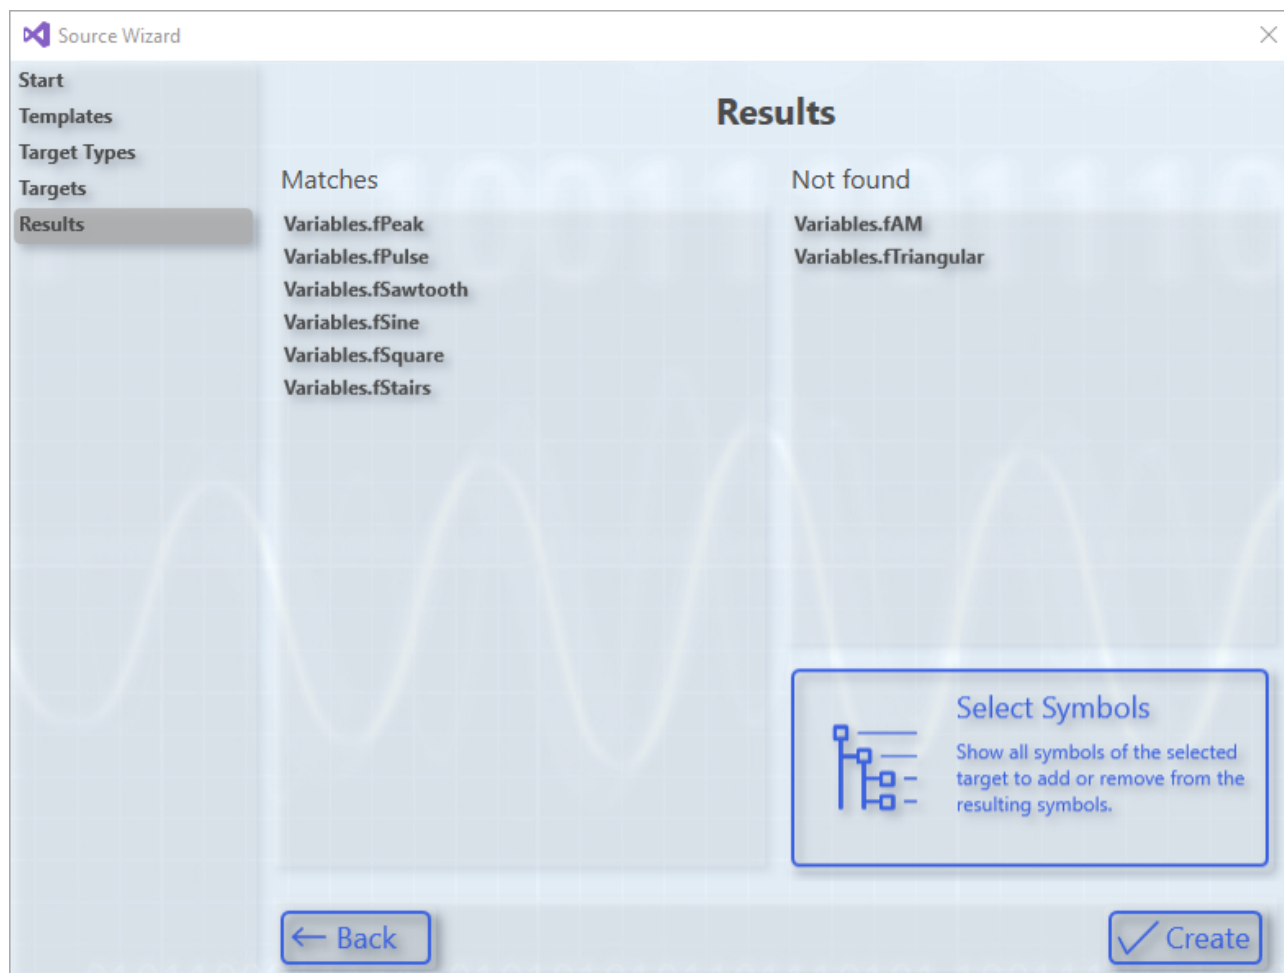 Source Wizard
Start
Templates
Target Types
Targets
Results
Results
Matches
Variables.fPeak
Variables.fPulse
Variables.fSawtooth
Variables.fSine
Variables.fSquare
Variables.fStairs
Not found
Variables.fAM
Variables.fTriangular
Select Symbols
Show all symbols of the selected
target to add or remove from the
resulting symbols.
Back
Create